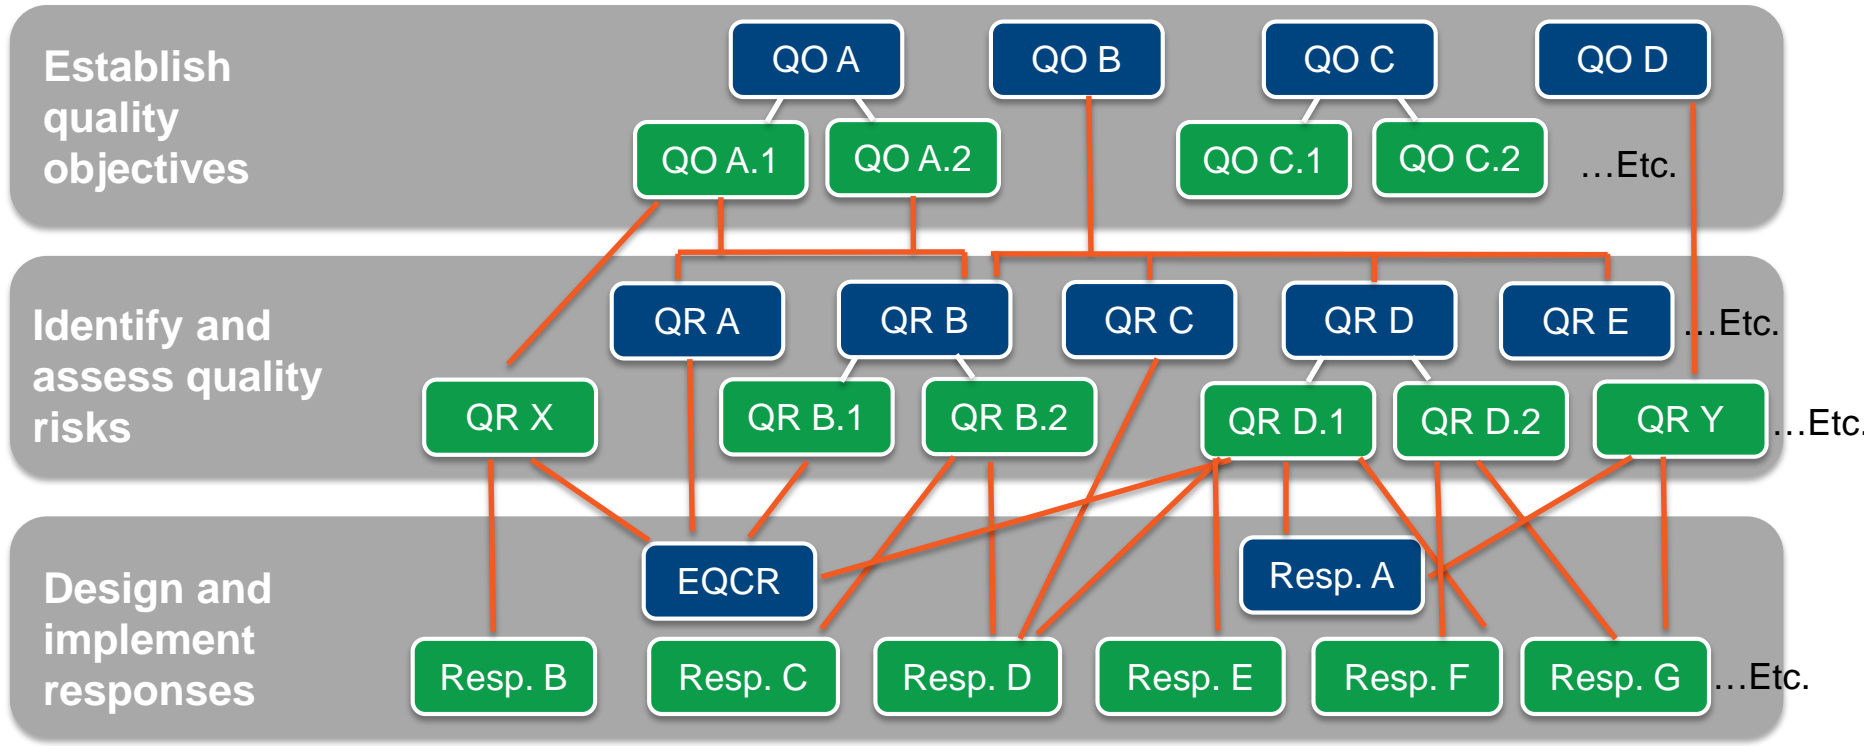 Establish
quality
objectives
QO A
QO B
QO C
QO D
QO A.1
QO A.2
QO C.1
QO C.2
...Etc.
Identify and
assess quality
risks
QR A
QR B
QR C
QR D
QR E
...Etc.
QR X
QR B.1
QR B.2
QR D.1
QR D.2
QR Y
...Etc.
Design and
implement
responses
EQCR
Resp. A
Resp. B
Resp. C
Resp. D
Resp. E
Resp. F
Resp. G
...Etc.